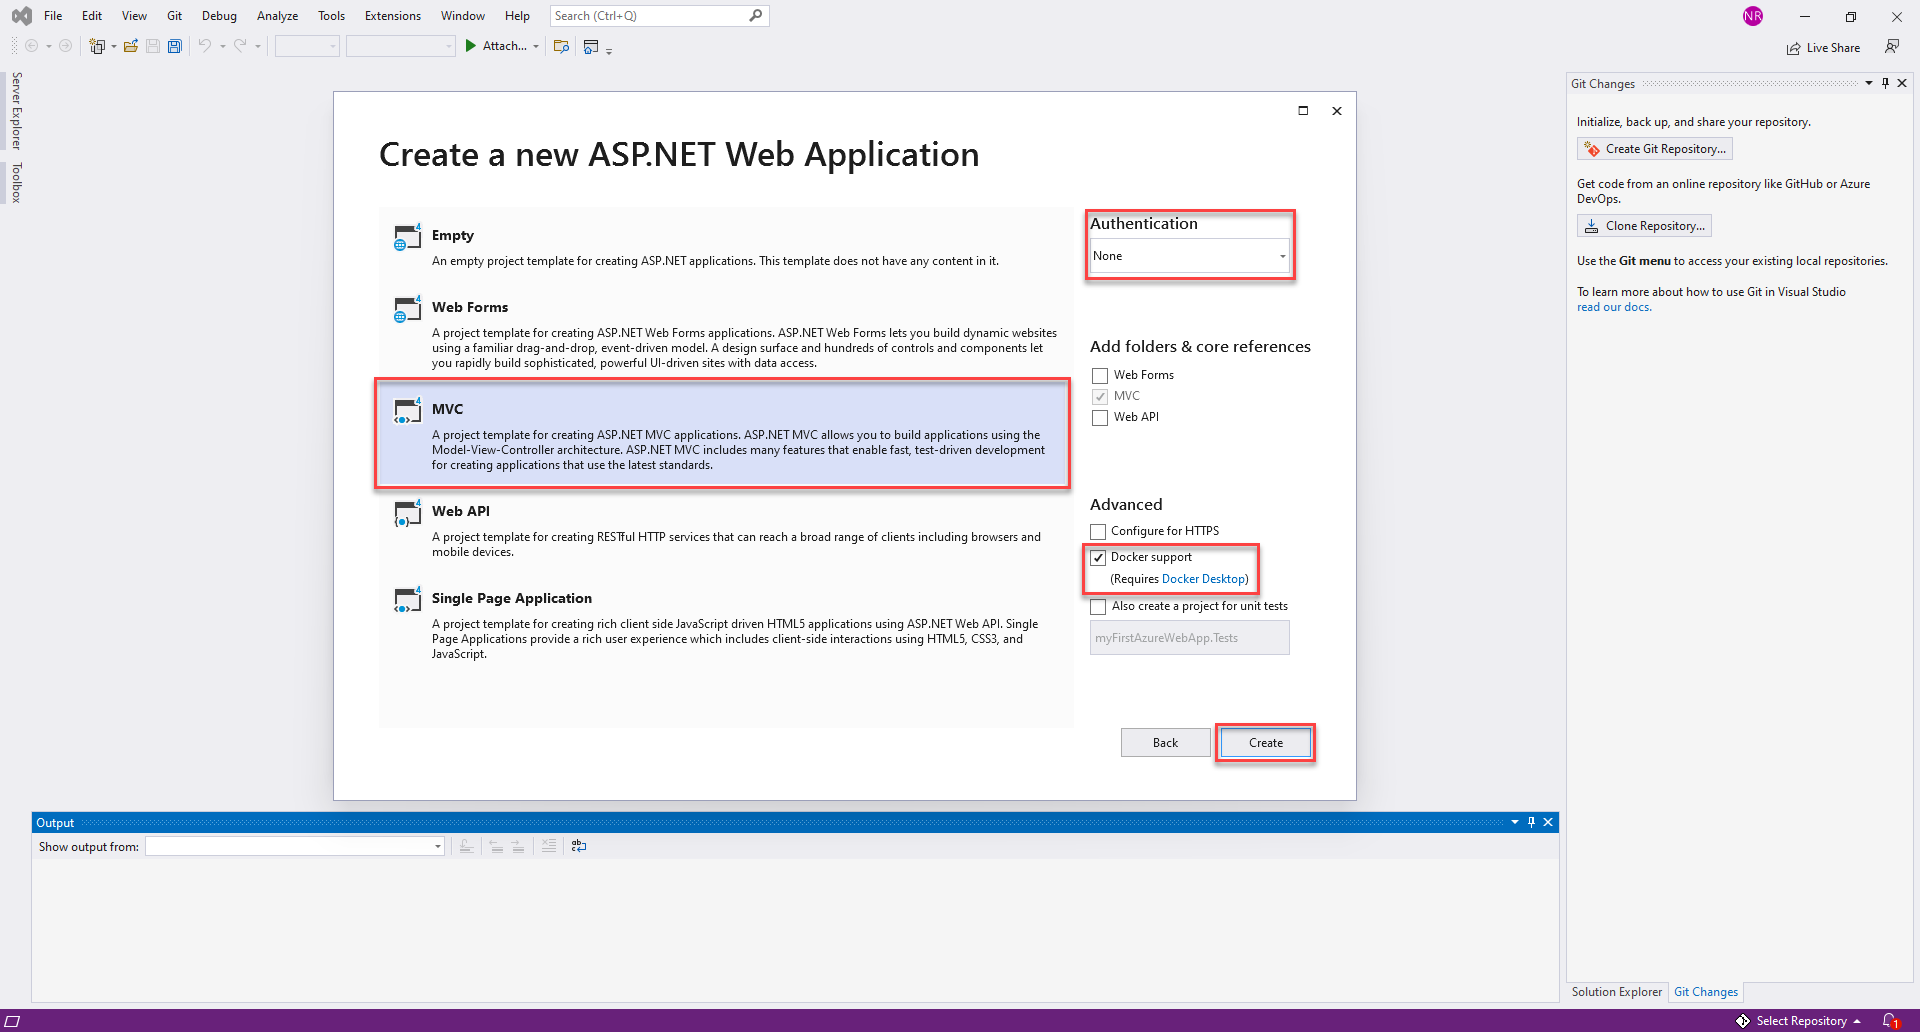 File Edit View Git Debug Analyze Tools Extensions Window Help Search (Ctrl+Q) NR
Attach... Live Share
Server Explorer
Toolbox
Create a new ASP.NET Web Application
4
Empty
An empty project template for creating ASP.NET applications. This template does not have any content in it.
4
Web Forms
A project template for creating ASP.NET Web Forms applications. ASP.NET Web Forms lets you build dynamic websites
using a familiar drag-and-drop, event-driven model. A design surface and hundreds of controls and components let
you rapidly build sophisticated, powerful UI-driven sites with data access.
4
MVC
A project template for creating ASP.NET MVC applications. ASP.NET MVC allows you to build applications using the
Model-View-Controller architecture. ASP.NET MVC includes many features that enable fast, test-driven development
for creating applications that use the latest standards.
4
Web API
A project template for creating RESTful HTTP services that can reach a broad range of clients including browsers and
mobile devices.
4
Single Page Application
A project template for creating rich client side JavaScript driven HTML5 applications using ASP.NET Web API. Single
Page Applications provide a rich user experience which includes client-side interactions using HTML5, CSS3, and
JavaScript.
Authentication
None
Add folders & core references
Web Forms
MVC
Web API
Advanced
Configure for HTTPS
Docker support
(Requires Docker Desktop)
Also create a project for unit tests
myFirstAzureWebApp.Tests
Back Create
Git Changes
Initialize, back up, and share your repository.
Create Git Repository...
Get code from an online repository like GitHub or Azure
DevOps.
Clone Repository...
Use the Git menu to access your existing local repositories.
To learn more about how to use Git in Visual Studio
read our docs.
Output
Show output from:
Solution Explorer Git Changes
Select Repository 1